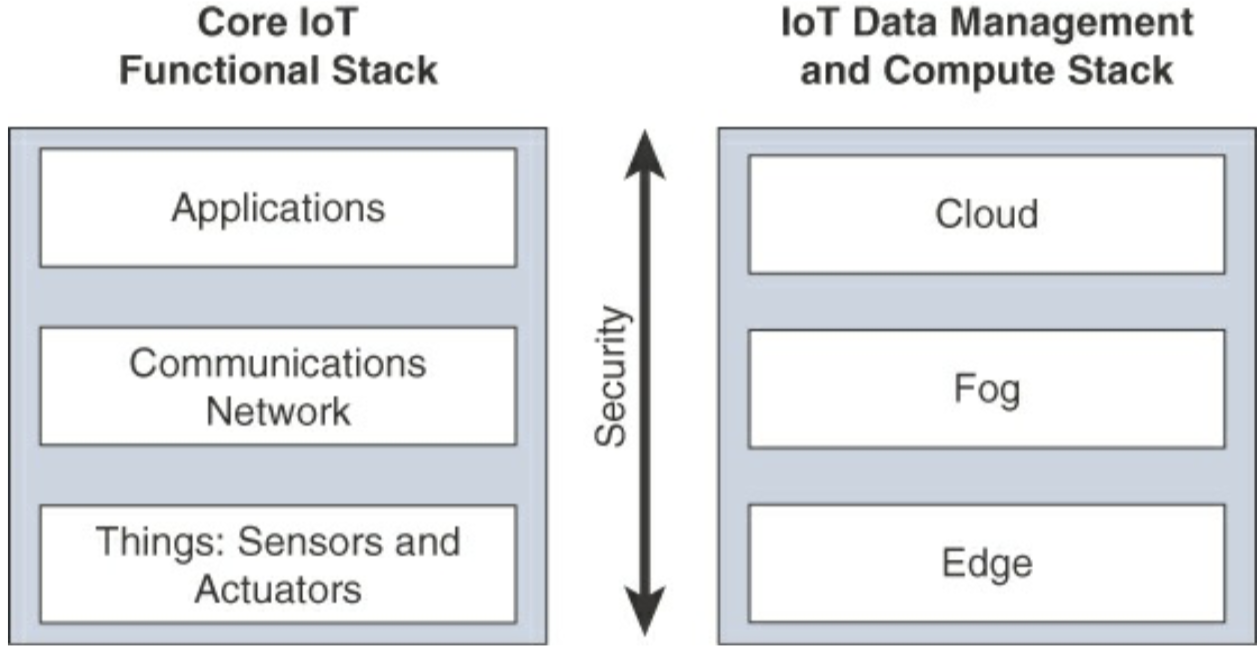 Core IoT
Functional Stack
Applications
Communications
Network
Things: Sensors and
Actuators
Security
IoT Data Management
and Compute Stack
Cloud
Fog
Edge